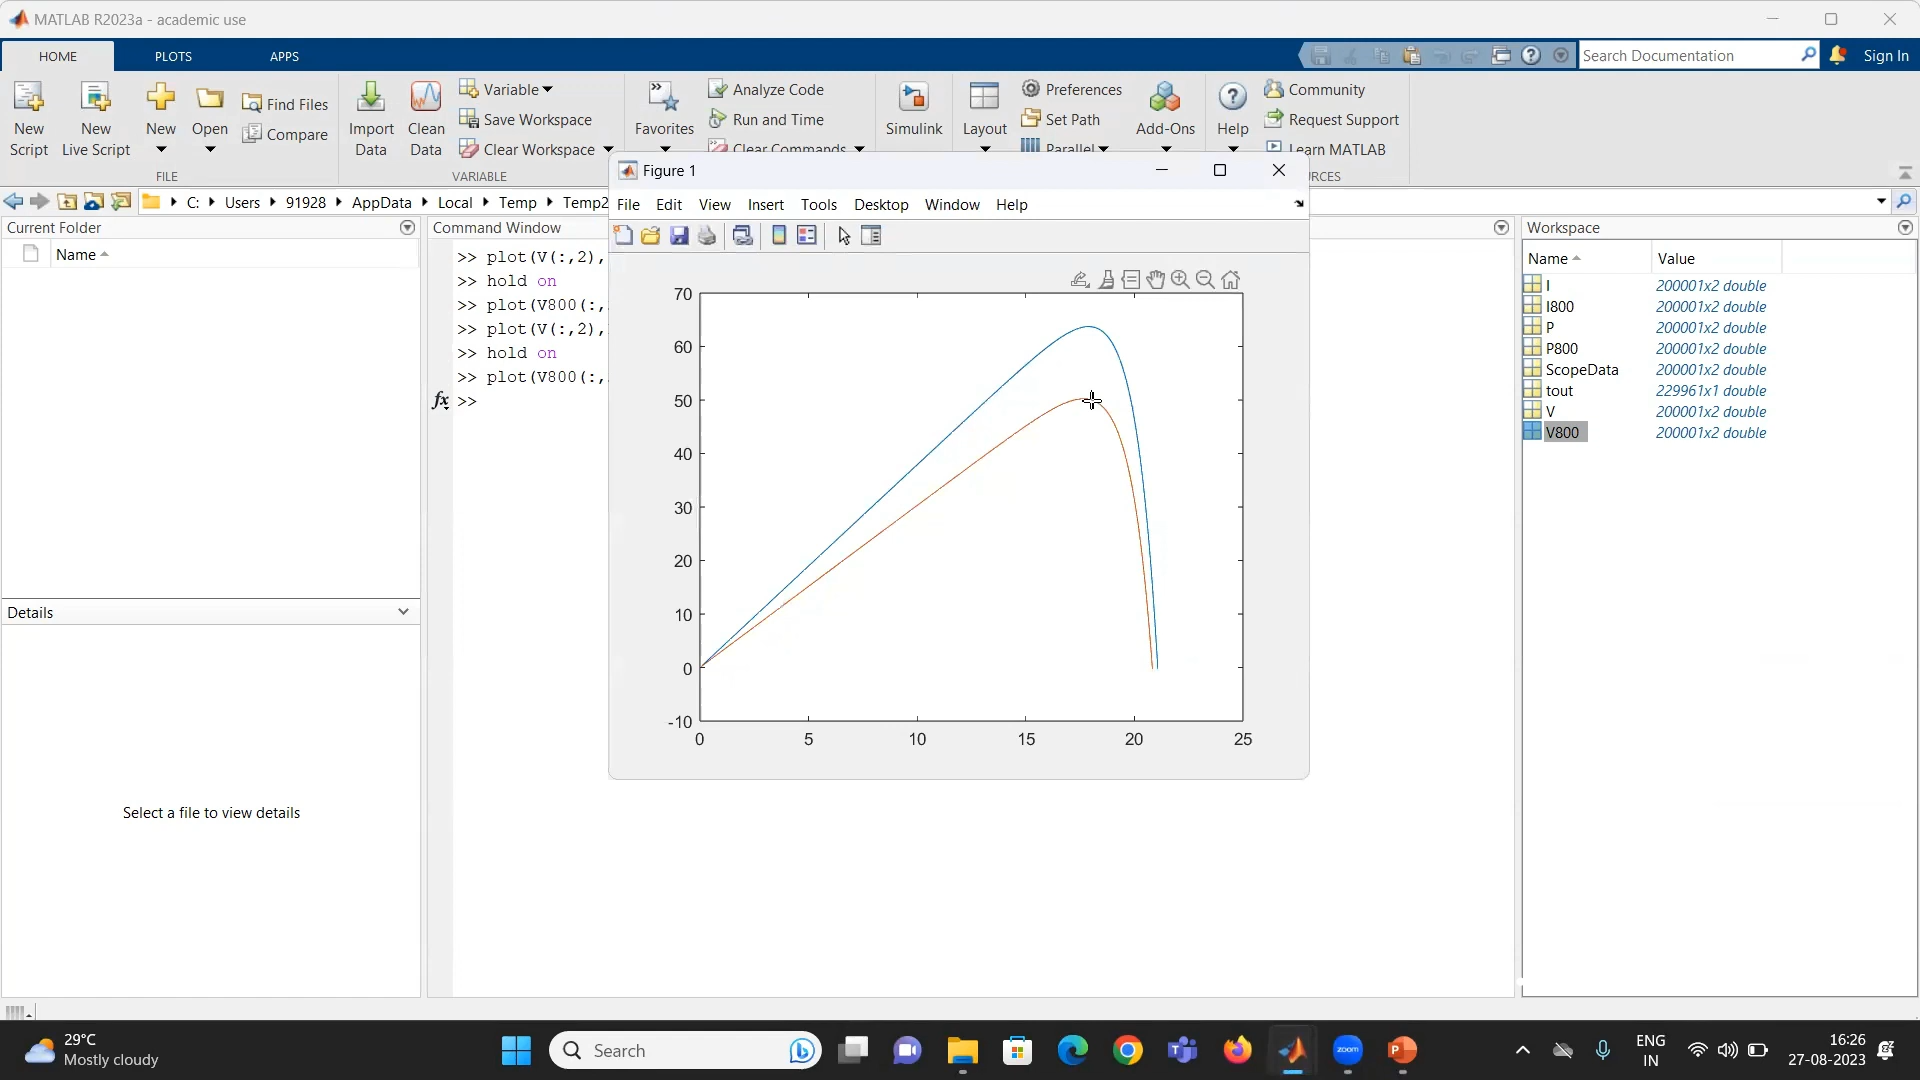 MATLAB R2023a - academic use
HOME
PLOTS
APPS
Search Documentation
Sign In
New
Script
New
Live Script
New
Open
Find Files
Compare
FILE
Import
Data
Clean
Data
Variable
Save Workspace
Clear Workspace
VARIABLE
Favorites
Analyze Code
Run and Time
Clear Commands
Simulink
Layout
Preferences
Set Path
Parallel
Add-Ons
Help
Community
Request Support
Learn MATLAB
RCES
C:
Users
91928
AppData
Local
Temp
Temp2
Current Folder
Name
Details
Select a file to view details
Command Window
>> plot(V(:,2),
>> hold on
>> plot(V800(:,
>> plot(V(:,2),
>> hold on
>> plot(V800(:,
fx >>
Figure 1
File Edit View Insert Tools Desktop Window Help
70
60
50
40
30
20
10
0
-10
0 5 10 15 20 25
Workspace
Name Value
I 200001x2 double
I800 200001x2 double
P 200001x2 double
P800 200001x2 double
ScopeData 200001x2 double
tout 229961x1 double
V 200001x2 double
V800 200001x2 double
29°C
Mostly cloudy
Search
zoom
ENG
IN
16:26
27-08-2023